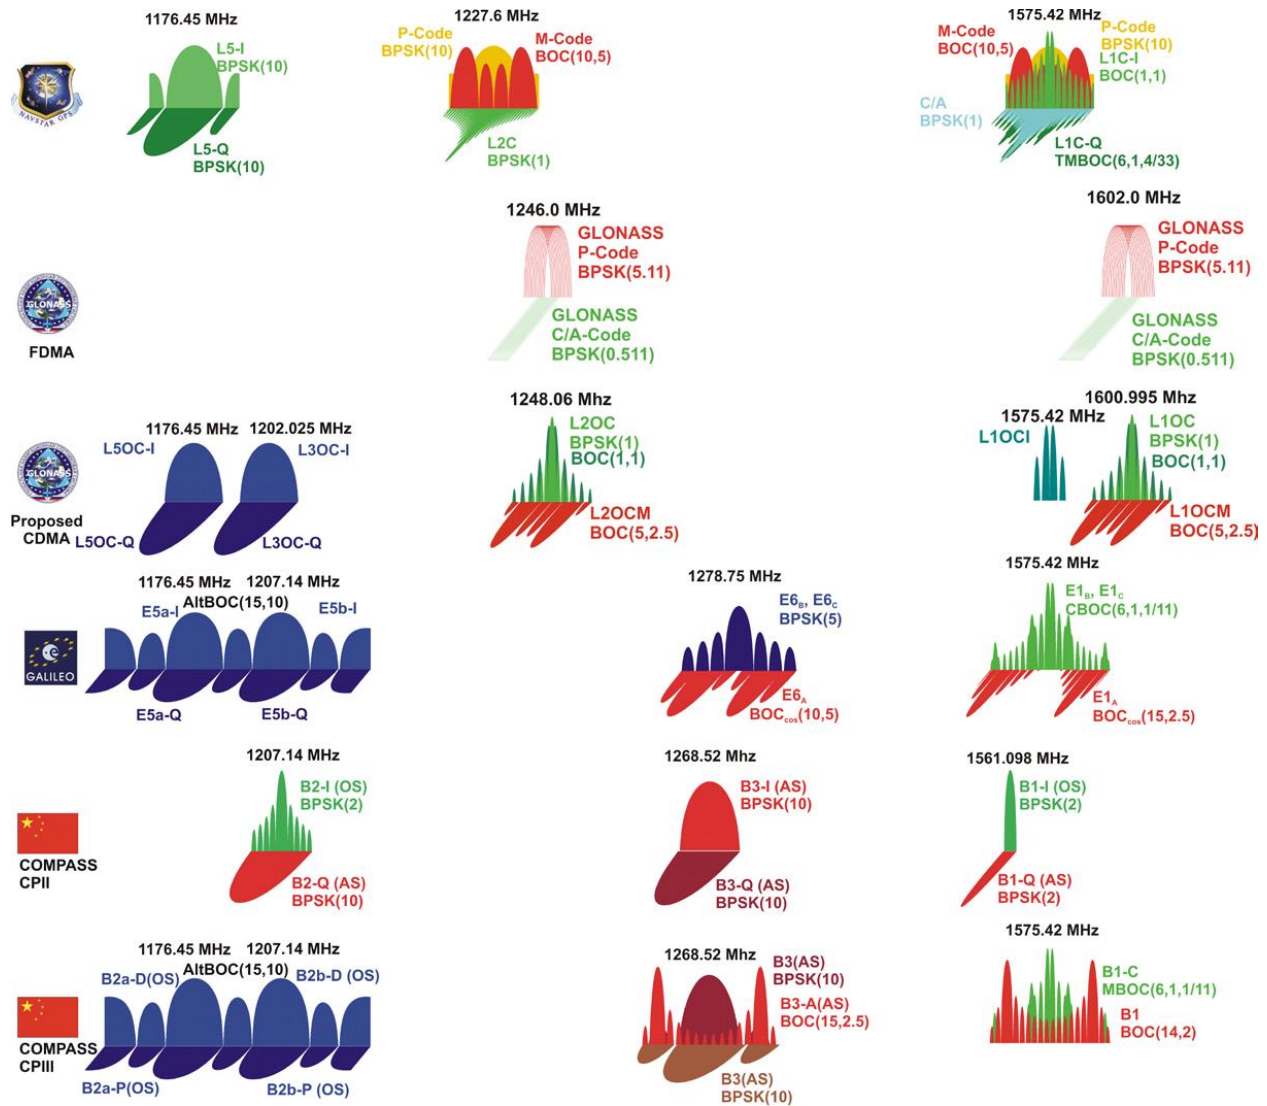 1176.45 MHz
L5-I
BPSK(10)
L5-Q
BPSK(10)
1227.6 MHz
P-Code
BPSK(10)
M-Code
BOC(10,5)
L2C
BPSK(1)
1575.42 MHz
M-Code
BOC(10,5)
P-Code
BPSK(10)
L1C-I
BOC(1,1)
C/A
BPSK(1)
L1C-Q
TMBOC(6,1,4/33)
NAVSTAR GPS
1246.0 MHz
GLONASS
P-Code
BPSK(5.11)
GLONASS
C/A-Code
BPSK(0.511)
1602.0 MHz
GLONASS
P-Code
BPSK(5.11)
GLONASS
C/A-Code
BPSK(0.511)
GLONASS
FDMA
1176.45 MHz
1202.025 MHz
L5OC-I
L3OC-I
L5OC-Q
L3OC-Q
1248.06 Mhz
L2OC
BPSK(1)
BOC(1,1)
L2OCM
BOC(5,2.5)
1575.42 MHz
L1OCI
1600.995 Mhz
L1OC
BPSK(1)
BOC(1,1)
L1OCM
BOC(5,2.5)
GLONASS
Proposed
CDMA
1176.45 MHz
1207.14 MHz
AltBOC(15,10)
E5a-I
E5b-I
E5a-Q
E5b-Q
1278.75 MHz
E6B, E6C
BPSK(5)
E6A
BOCcos(10,5)
1575.42 MHz
E1B, E1C
CBOC(6,1,1/11)
E1A
BOCcos(15,2.5)
GALILEO
1207.14 MHz
B2-I (OS)
BPSK(2)
B2-Q (AS)
BPSK(10)
1268.52 Mhz
B3-I (AS)
BPSK(10)
B3-Q (AS)
BPSK(10)
1561.098 MHz
B1-I (OS)
BPSK(2)
B1-Q (AS)
BPSK(2)
COMPASS
CPII
1176.45 MHz
1207.14 MHz
AltBOC(15,10)
B2a-D(OS)
B2b-D (OS)
B2a-P(OS)
B2b-P (OS)
1268.52 Mhz
B3(AS)
BPSK(10)
B3-A(AS)
BOC(15,2.5)
B3(AS)
BPSK(10)
1575.42 MHz
B1-C
MBOC(6,1,1/11)
B1
BOC(14,2)
COMPASS
CPIII